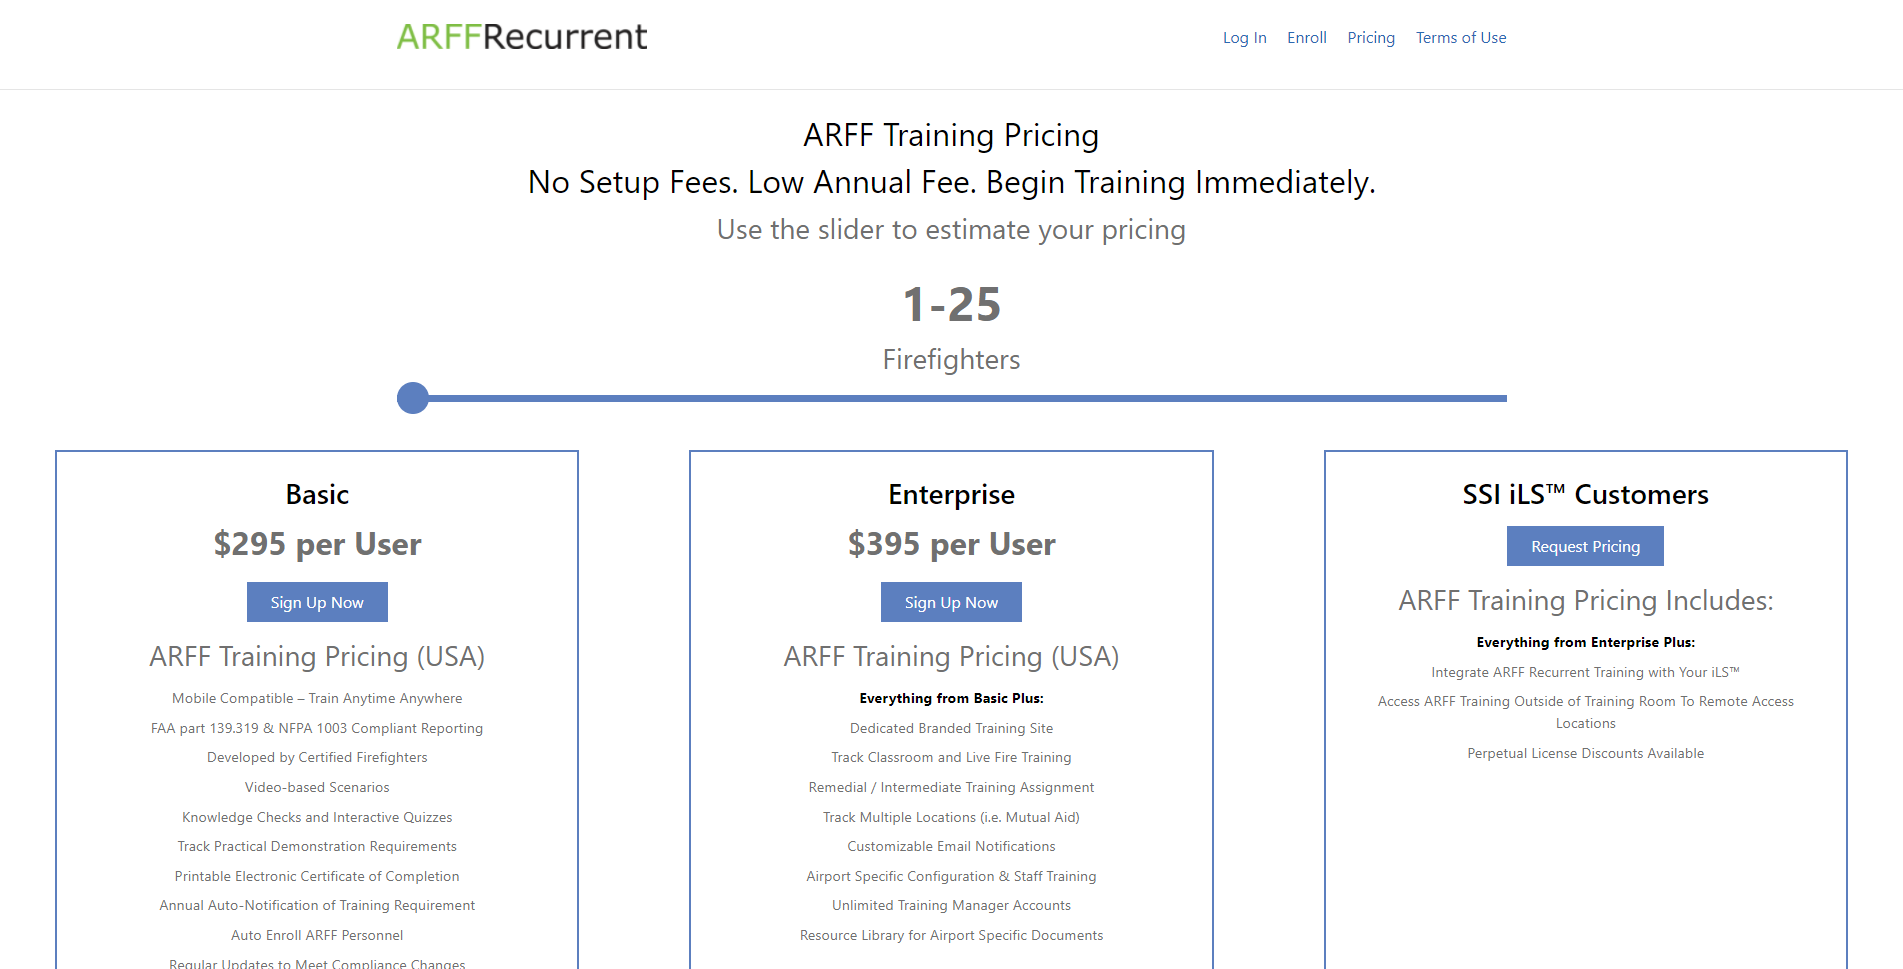 ARFFRecurrent
Log In Enroll Pricing Terms of Use
ARFF Training Pricing
No Setup Fees. Low Annual Fee. Begin Training Immediately.
Use the slider to estimate your pricing
1-25
Firefighters
Basic
$295 per User
Sign Up Now
ARFF Training Pricing (USA)
Mobile Compatible – Train Anytime Anywhere
FAA part 139.319 & NFPA 1003 Compliant Reporting
Developed by Certified Firefighters
Video-based Scenarios
Knowledge Checks and Interactive Quizzes
Track Practical Demonstration Requirements
Printable Electronic Certificate of Completion
Annual Auto-Notification of Training Requirement
Auto Enroll ARFF Personnel
Regular Updates to Meet Compliance Changes
Enterprise
$395 per User
Sign Up Now
ARFF Training Pricing (USA)
Everything from Basic Plus:
Dedicated Branded Training Site
Track Classroom and Live Fire Training
Remedial / Intermediate Training Assignment
Track Multiple Locations (i.e. Mutual Aid)
Customizable Email Notifications
Airport Specific Configuration & Staff Training
Unlimited Training Manager Accounts
Resource Library for Airport Specific Documents
SSI iLS™ Customers
Request Pricing
ARFF Training Pricing Includes:
Everything from Enterprise Plus:
Integrate ARFF Recurrent Training with Your iLS™
Access ARFF Training Outside of Training Room To Remote Access
Locations
Perpetual License Discounts Available